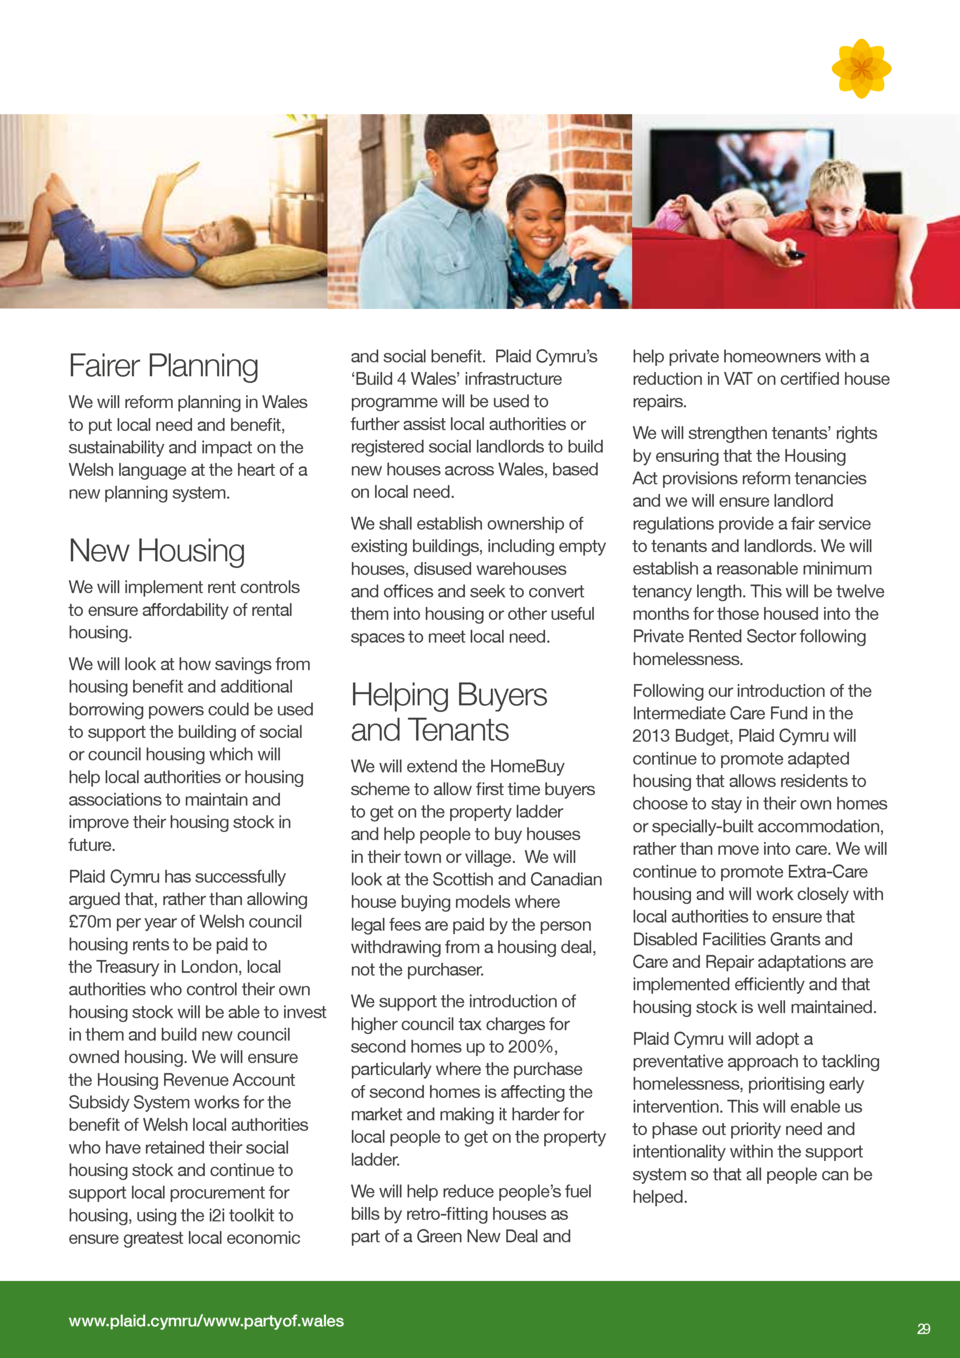 Fairer Planning
We will reform planning in Wales
to put local need and benefit,
sustainability and impact on the
Welsh language at the heart of a
new planning system.
New Housing
We will implement rent controls
to ensure affordability of rental
housing.
We will look at how savings from
housing benefit and additional
borrowing powers could be used
to support the building of social
or council housing which will
help local authorities or housing
associations to maintain and
improve their housing stock in
future.
Plaid Cymru has successfully
argued that, rather than allowing
£70m per year of Welsh council
housing rents to be paid to
the Treasury in London, local
authorities who control their own
housing stock will be able to invest
in them and build new council
owned housing. We will ensure
the Housing Revenue Account
Subsidy System works for the
benefit of Welsh local authorities
who have retained their social
housing stock and continue to
support local procurement for
housing, using the i2i toolkit to
ensure greatest local economic
and social benefit.  Plaid Cymru’s
‘Build 4 Wales’ infrastructure
programme will be used to
further assist local authorities or
registered social landlords to build
new houses across Wales, based
on local need.
We shall establish ownership of
existing buildings, including empty
houses, disused warehouses
and offices and seek to convert
them into housing or other useful
spaces to meet local need.
Helping Buyers
and Tenants
We will extend the HomeBuy
scheme to allow first time buyers
to get on the property ladder
and help people to buy houses
in their town or village.  We will
look at the Scottish and Canadian
house buying models where
legal fees are paid by the person
withdrawing from a housing deal,
not the purchaser.
We support the introduction of
higher council tax charges for
second homes up to 200%,
particularly where the purchase
of second homes is affecting the
market and making it harder for
local people to get on the property
ladder.
We will help reduce people’s fuel
bills by retro-fitting houses as
part of a Green New Deal and
help private homeowners with a
reduction in VAT on certified house
repairs.
We will strengthen tenants’ rights
by ensuring that the Housing
Act provisions reform tenancies
and we will ensure landlord
regulations provide a fair service
to tenants and landlords. We will
establish a reasonable minimum
tenancy length. This will be twelve
months for those housed into the
Private Rented Sector following
homelessness.
Following our introduction of the
Intermediate Care Fund in the
2013 Budget, Plaid Cymru will
continue to promote adapted
housing that allows residents to
choose to stay in their own homes
or specially-built accommodation,
rather than move into care. We will
continue to promote Extra-Care
housing and will work closely with
local authorities to ensure that
Disabled Facilities Grants and
Care and Repair adaptations are
implemented efficiently and that
housing stock is well maintained.
Plaid Cymru will adopt a
preventative approach to tackling
homelessness, prioritising early
intervention. This will enable us
to phase out priority need and
intentionality within the support
system so that all people can be
helped.
www.plaid.cymru/www.partyof.wales
29